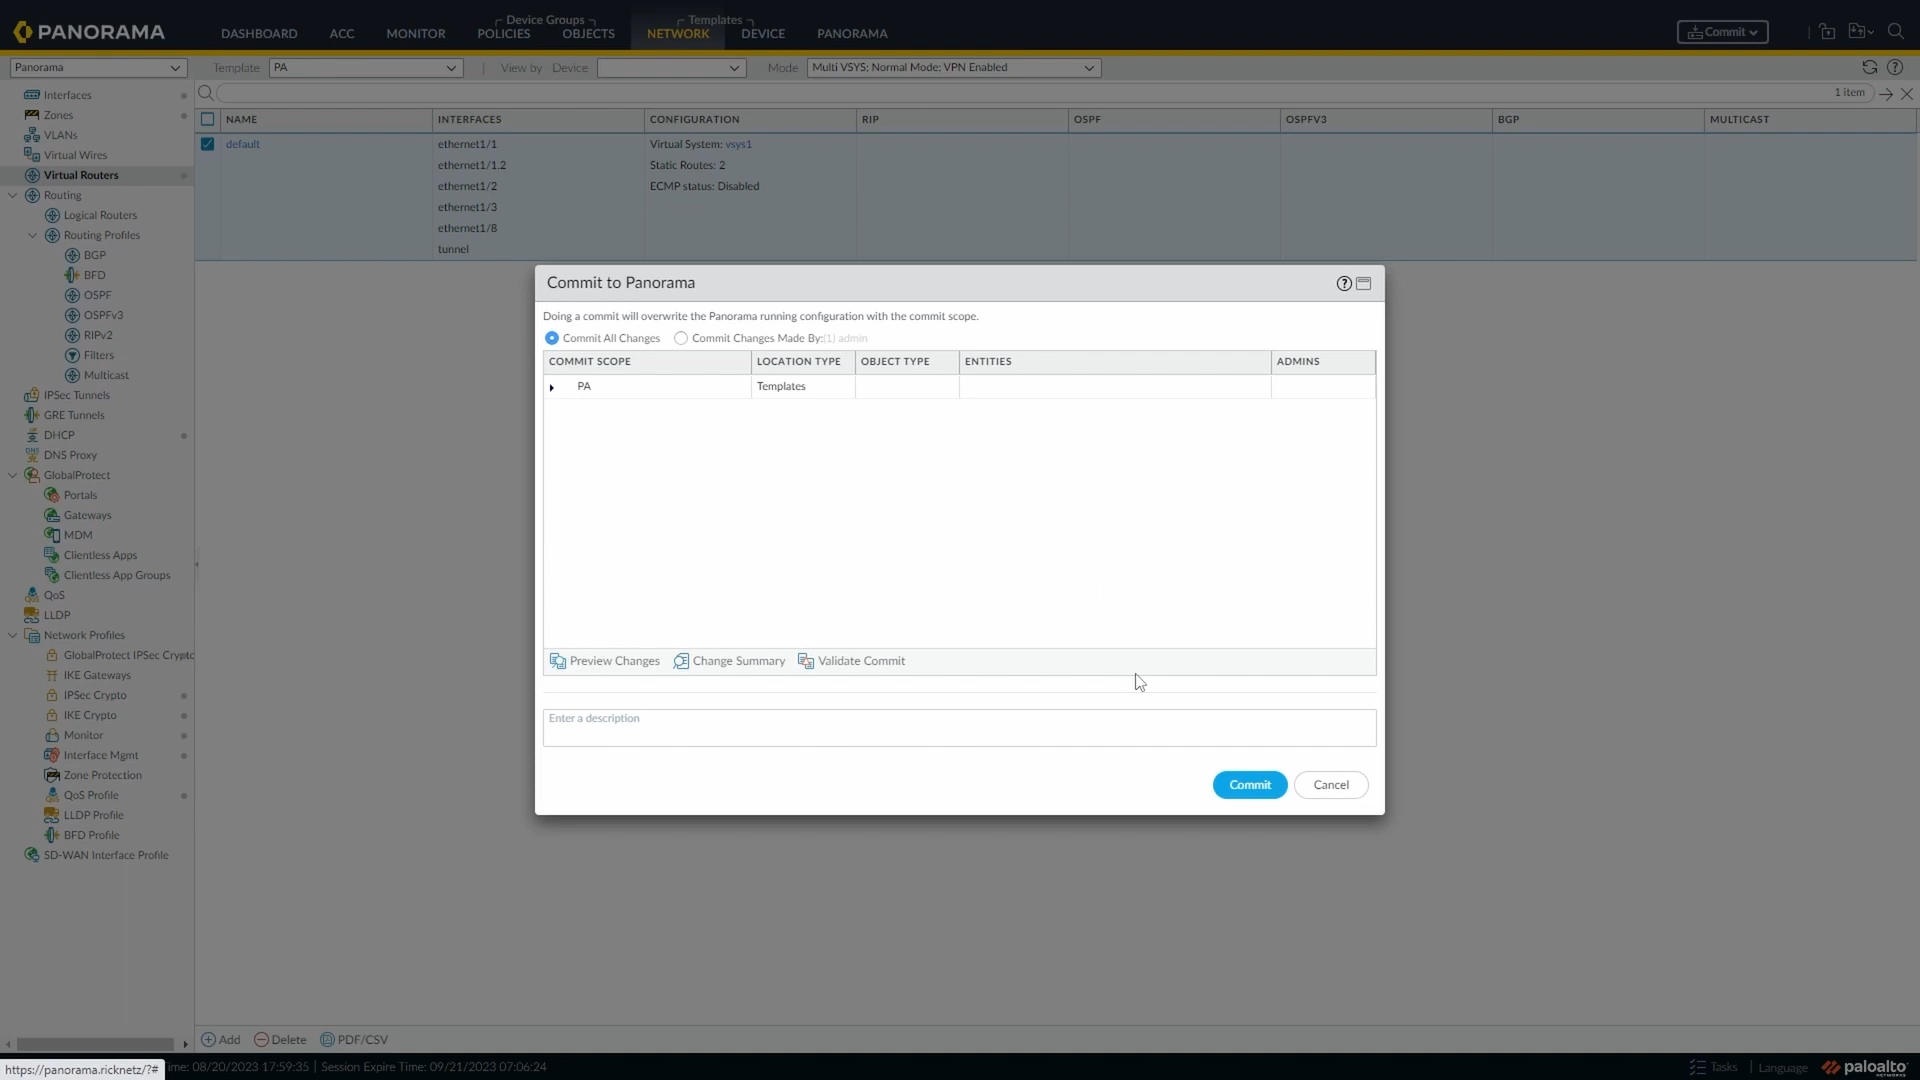 PANORAMA
DASHBOARD
ACC
MONITOR
Device Groups
POLICIES
OBJECTS
Templates
NETWORK
DEVICE
PANORAMA
Commit
Panorama
Template
PA
View by
Device
Mode
Multi VSYS; Normal Mode; VPN Enabled
1 item
Interfaces
Zones
VLANs
Virtual Wires
Virtual Routers
Routing
Logical Routers
Routing Profiles
BGP
BFD
OSPF
OSPFv3
RIPv2
Filters
Multicast
IPSec Tunnels
GRE Tunnels
DHCP
DNS Proxy
GlobalProtect
Portals
Gateways
MDM
Clientless Apps
Clientless App Groups
QoS
LLDP
Network Profiles
GlobalProtect IPSec Crypto
IKE Gateways
IPSec Crypto
IKE Crypto
Monitor
Interface Mgmt
Zone Protection
QoS Profile
LLDP Profile
BFD Profile
SD-WAN Interface Profile
NAME INTERFACES CONFIGURATION RIP OSPF OSPFV3 BGP MULTICAST
default ethernet1/1 Virtual System: vsys1
ethernet1/1.2 Static Routes: 2
ethernet1/2 ECMP status: Disabled
ethernet1/3
ethernet1/8
tunnel
Commit to Panorama
Doing a commit will overwrite the Panorama running configuration with the commit scope.
Commit All Changes Commit Changes Made By:(1) admin
COMMIT SCOPE LOCATION TYPE OBJECT TYPE ENTITIES ADMINS
PA Templates
Preview Changes Change Summary Validate Commit
Enter a description
Commit Cancel
Add Delete PDF/CSV
https://panorama.ricknetz/?# ime: 08/20/2023 17:59:35 | Session Expire Time: 09/21/2023 07:06:24
Tasks | Language
paloalto
NETWORKS